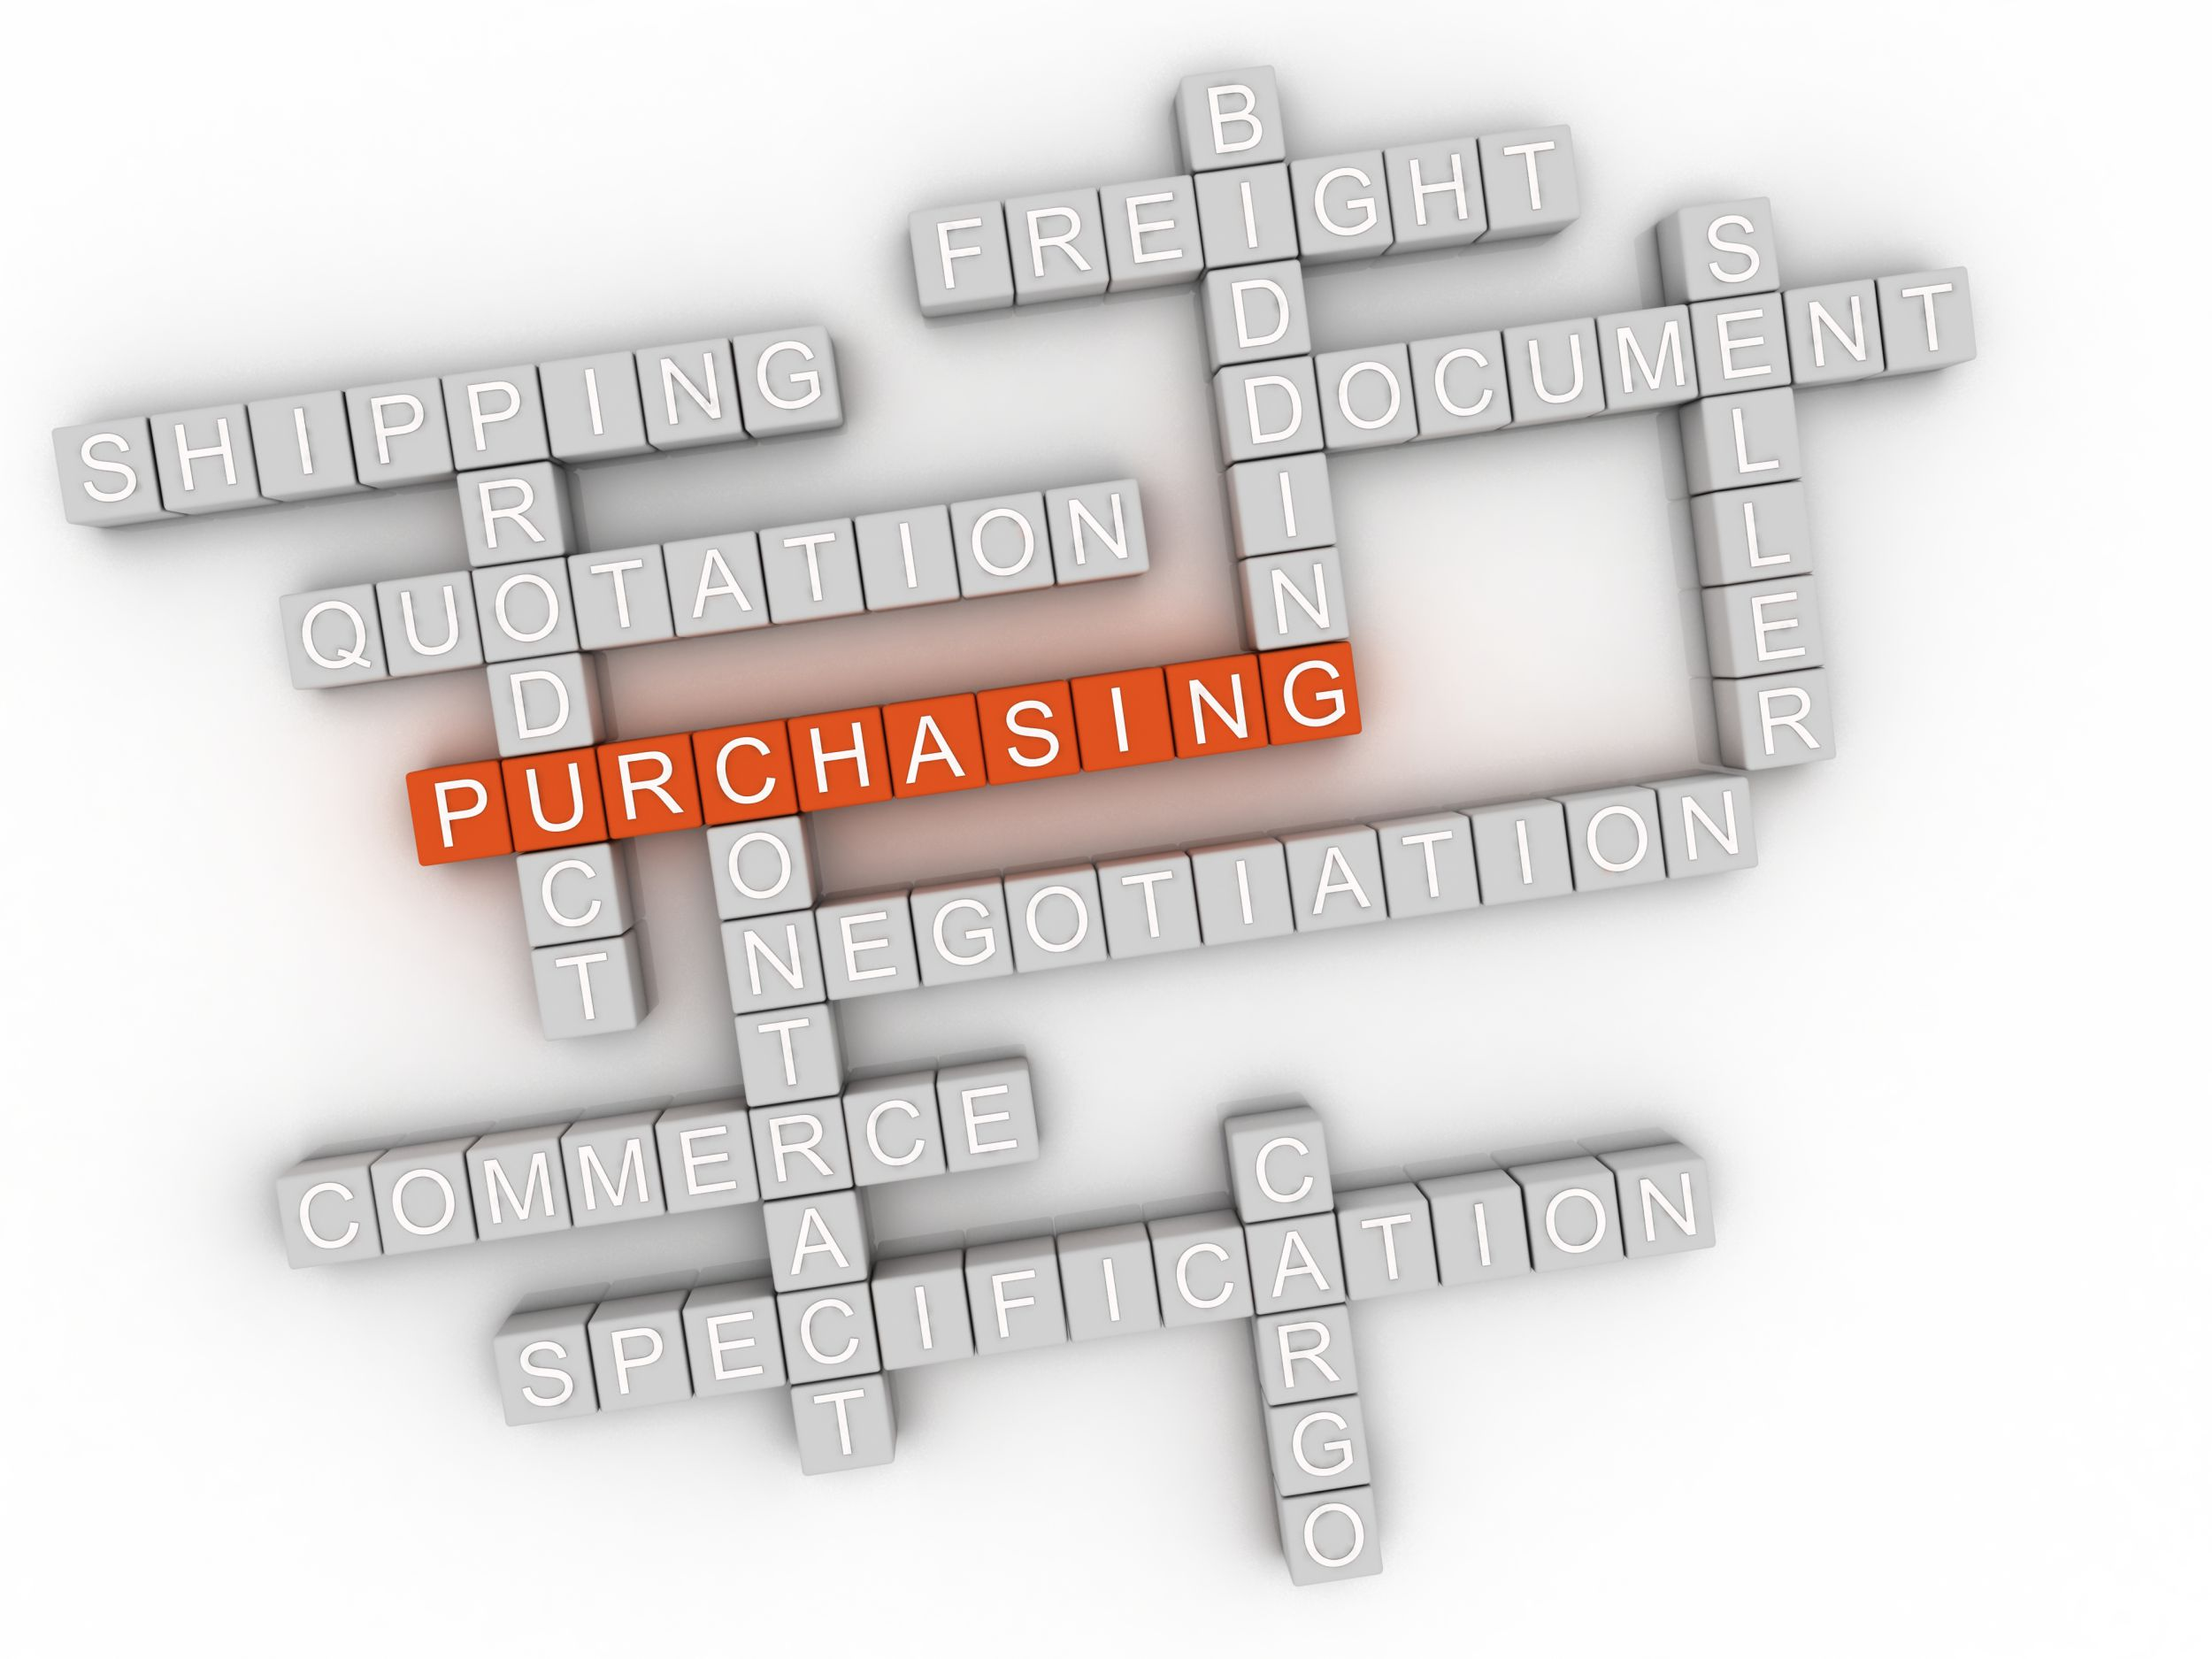 BIDDING
FREIGHT
SELLER
DOCUMENT
SHIPPING
PRODUCT
QUOTATION
PURCHASING
CONTRACT
NEGOTIATION
COMMERCE
CARGO
SPECIFICATION